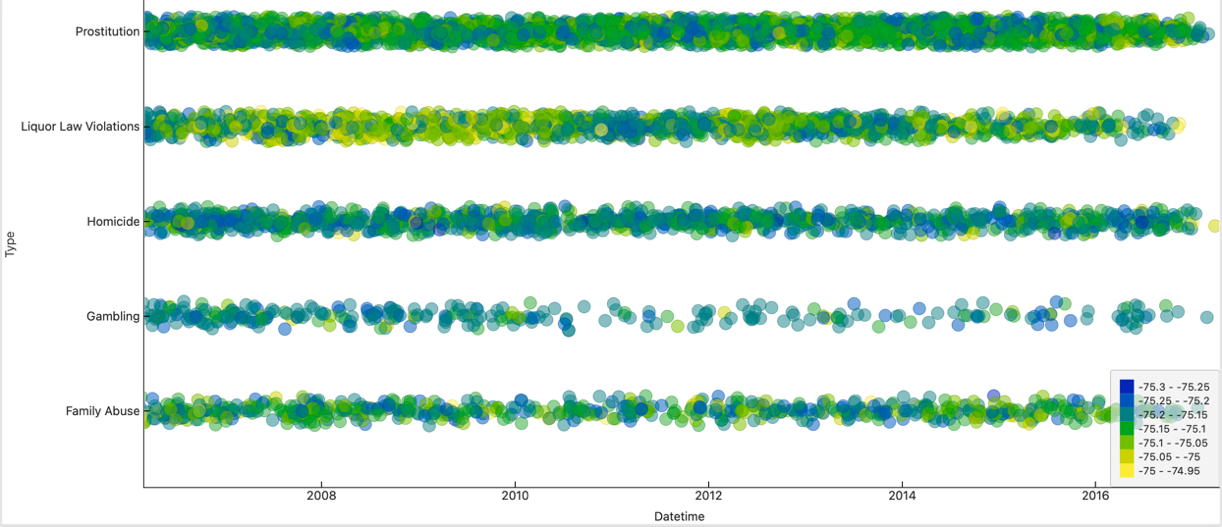 Prostitution
Liquor Law Violations
Homicide
Gambling
Family Abuse
Type
-75.3 - -75.25
-75.25 - -75.2
-75.2 - -75.15
-75.15 - -75.1
-75.1 - -75.05
-75.05 - -75
-75 - -74.95
2008 2010 2012 2014 2016
Datetime